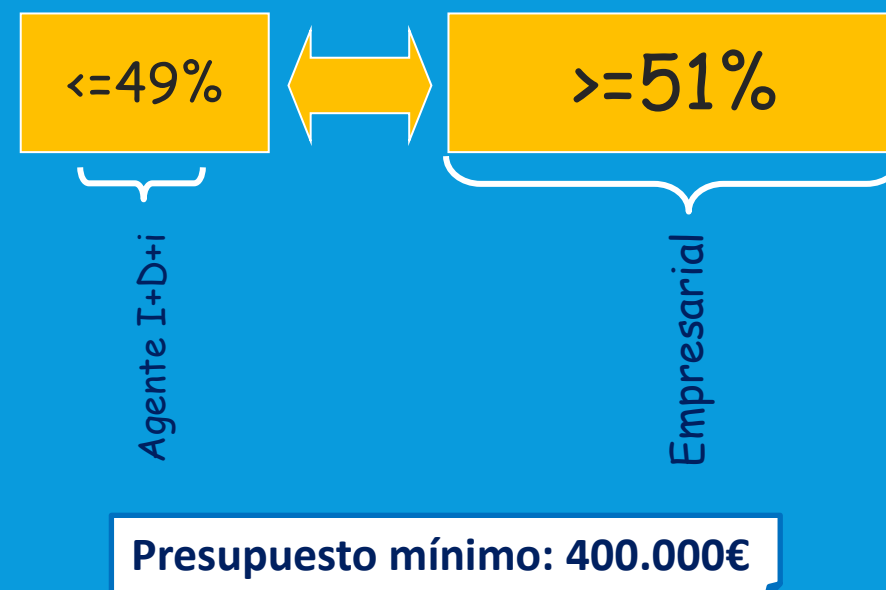 <=49%
>=51%
Agente I+D+i
Empresarial
Presupuesto mínimo: 400.000€